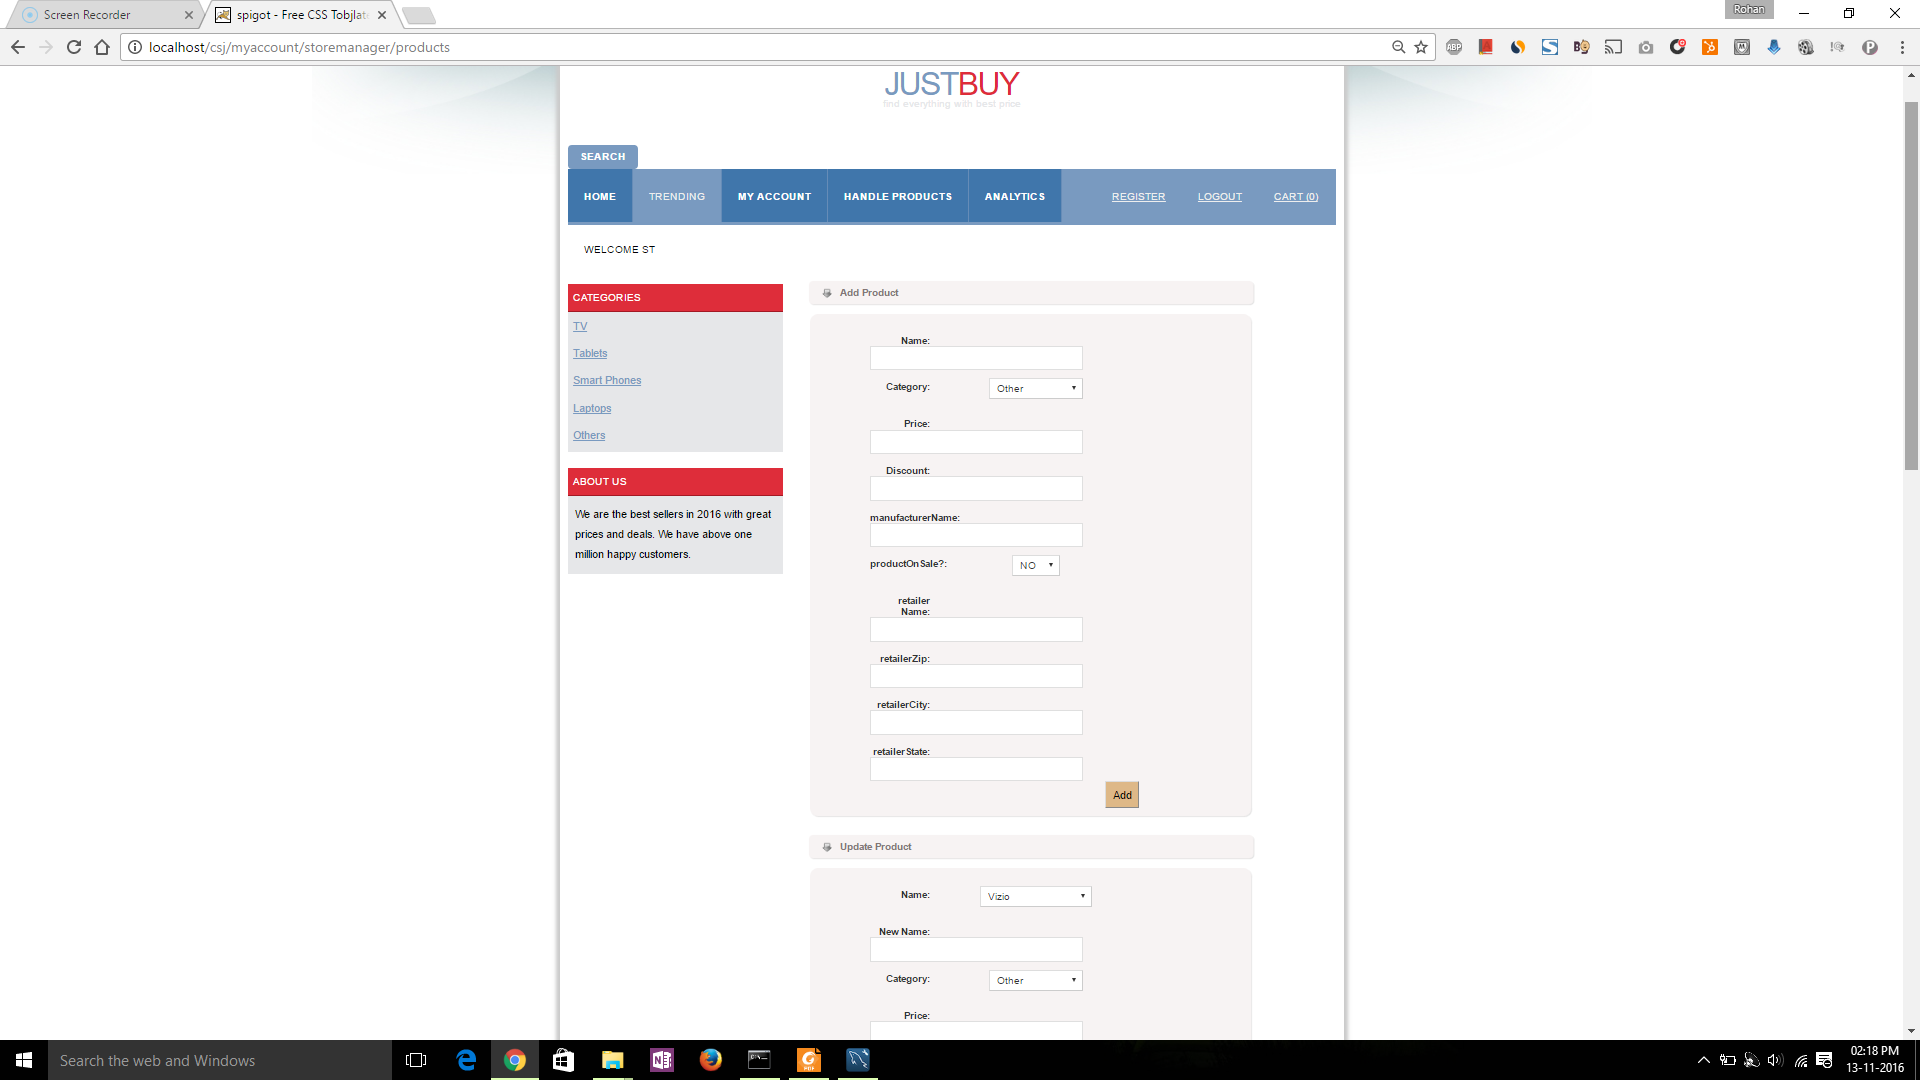 Screen Recorder
spigot - Free CSS Tobjlate
Rohan
localhost/csj/myaccount/storemanager/products
JUSTBUY
find everything with best price
SEARCH
HOME TRENDING MY ACCOUNT HANDLE PRODUCTS ANALYTICS REGISTER LOGOUT CART (0)
WELCOME ST
CATEGORIES
TV
Tablets
Smart Phones
Laptops
Others
ABOUT US
We are the best sellers in 2016 with great
prices and deals. We have above one
million happy customers.
Add Product
Name:
Category: Other
Price:
Discount:
manufacturerName:
productOnSale?: NO
retailer
Name:
retailerZip:
retailerCity:
retailerState:
Add
Update Product
Name: Vizio
New Name:
Category: Other
Price:
Search the web and Windows
02:18 PM
13-11-2016